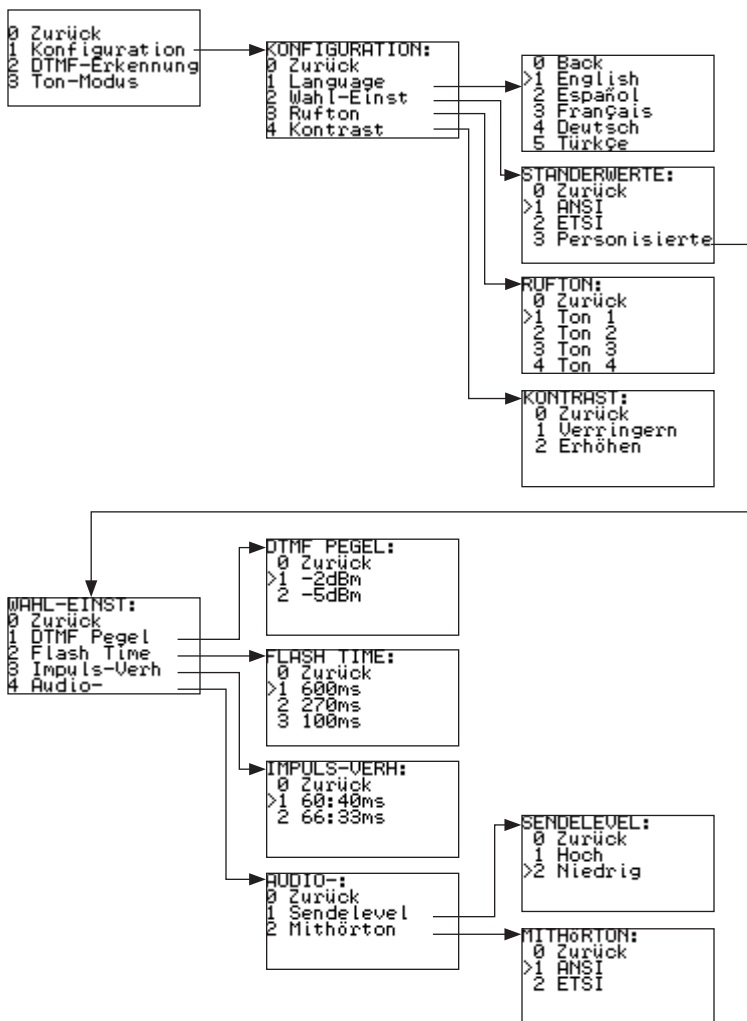 0 Zurück
1 Konfiguration
2 DTMF-Erkennung
3 Ton-Modus
KONFIGURATION:
0 Zurück
1 Language
2 Wahl-Einst
3 Rufton
4 Kontrast
0 Back
>1 English
2 Español
3 Français
4 Deutsch
5 Türkçe
STANDERWERTE:
0 Zurück
>1 ANSI
2 ETSI
3 Personisierte
RUFTON:
0 Zurück
>1 Ton 1
2 Ton 2
3 Ton 3
4 Ton 4
KONTRAST:
0 Zurück
1 Verringern
2 Erhöhen
WAHL-EINST:
0 Zurück
1 DTMF Pegel
2 Flash Time
3 Impuls-Verh
4 Audio-
DTMF PEGEL:
0 Zurück
>1 -2dBm
2 -5dBm
FLASH TIME:
0 Zurück
>1 600ms
2 270ms
3 100ms
IMPULS-VERH:
0 Zurück
>1 60:40ms
2 66:33ms
AUDIO-:
0 Zurück
1 Sendelevel
2 Mithörton
SENDELEVEL:
0 Zurück
1 Hoch
>2 Niedrig
MITHöRTON:
0 Zurück
>1 ANSI
2 ETSI